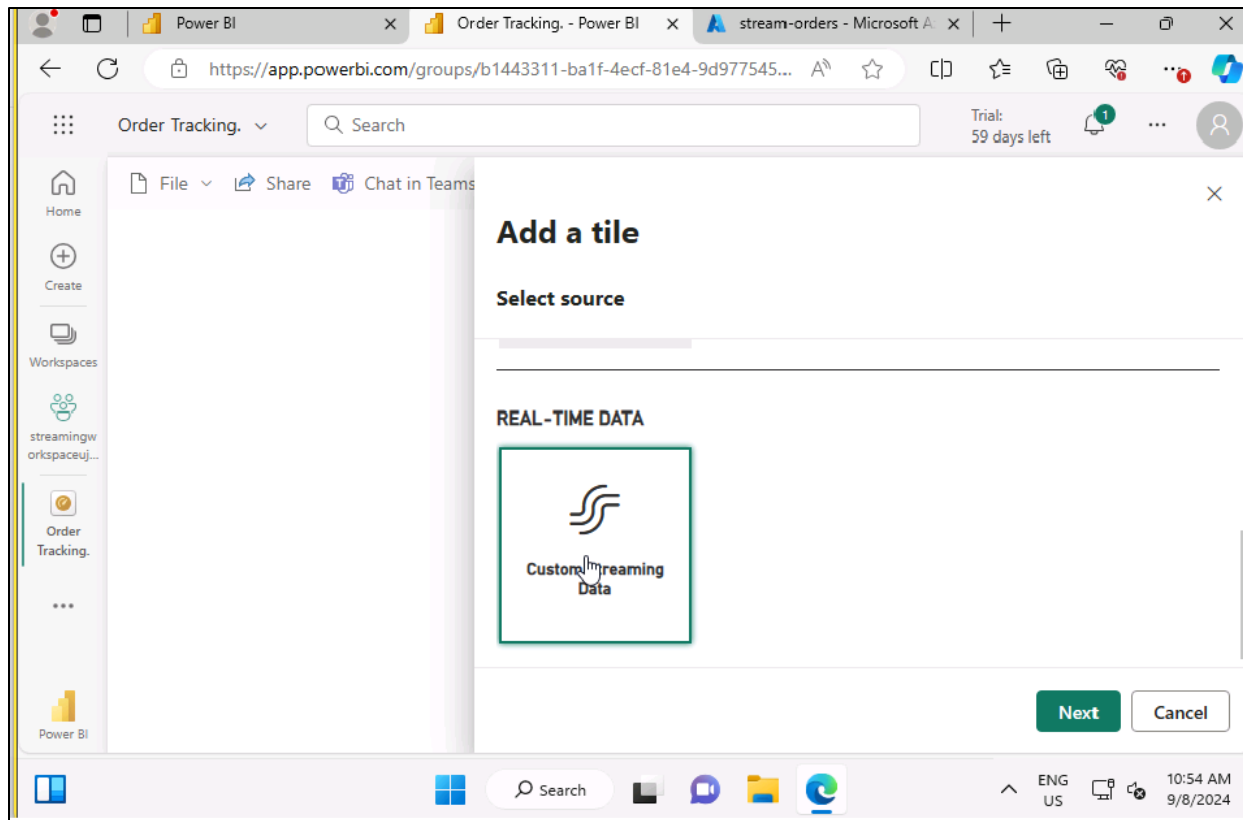 Power BI
Order Tracking. - Power BI
stream-orders - Microsoft A
https://app.powerbi.com/groups/b1443311-ba1f-4ecf-81e4-9d977545...
Order Tracking.
Search
Trial:
59 days left
1
File
Share
Chat in Teams
Home
Create
Workspaces
streamingw
orkspaceuj...
Order
Tracking.
Power BI
Add a tile
Select source
REAL-TIME DATA
Custom Streaming
Data
Next
Cancel
Search
ENG
US
10:54 AM
9/8/2024